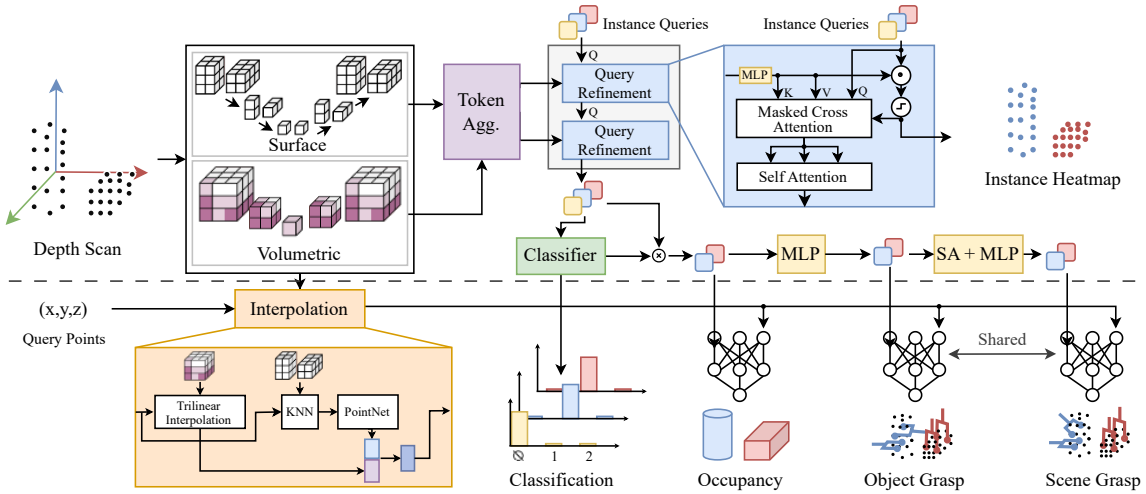 Instance Queries
Instance Queries
Q
MLP
K
V
Q
Query
Refinement
Token
Agg.
Masked Cross
Attention
Surface
Q
Query
Refinement
Self Attention
Instance Heatmap
Depth Scan
Volumetric
Classifier
MLP
SA + MLP
(x,y,z)
Query Points
Interpolation
Shared
Trilinear
Interpolation
KNN
PointNet
∅
1
2
Classification
Occupancy
Object Grasp
Scene Grasp